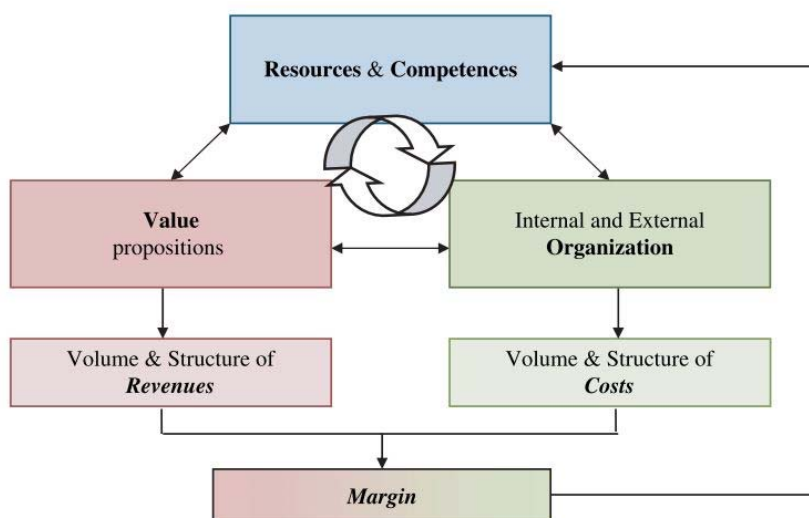 Resources & Competences
Value
propositions
Internal and External
Organization
Volume & Structure of
Revenues
Volume & Structure of
Costs
Margin